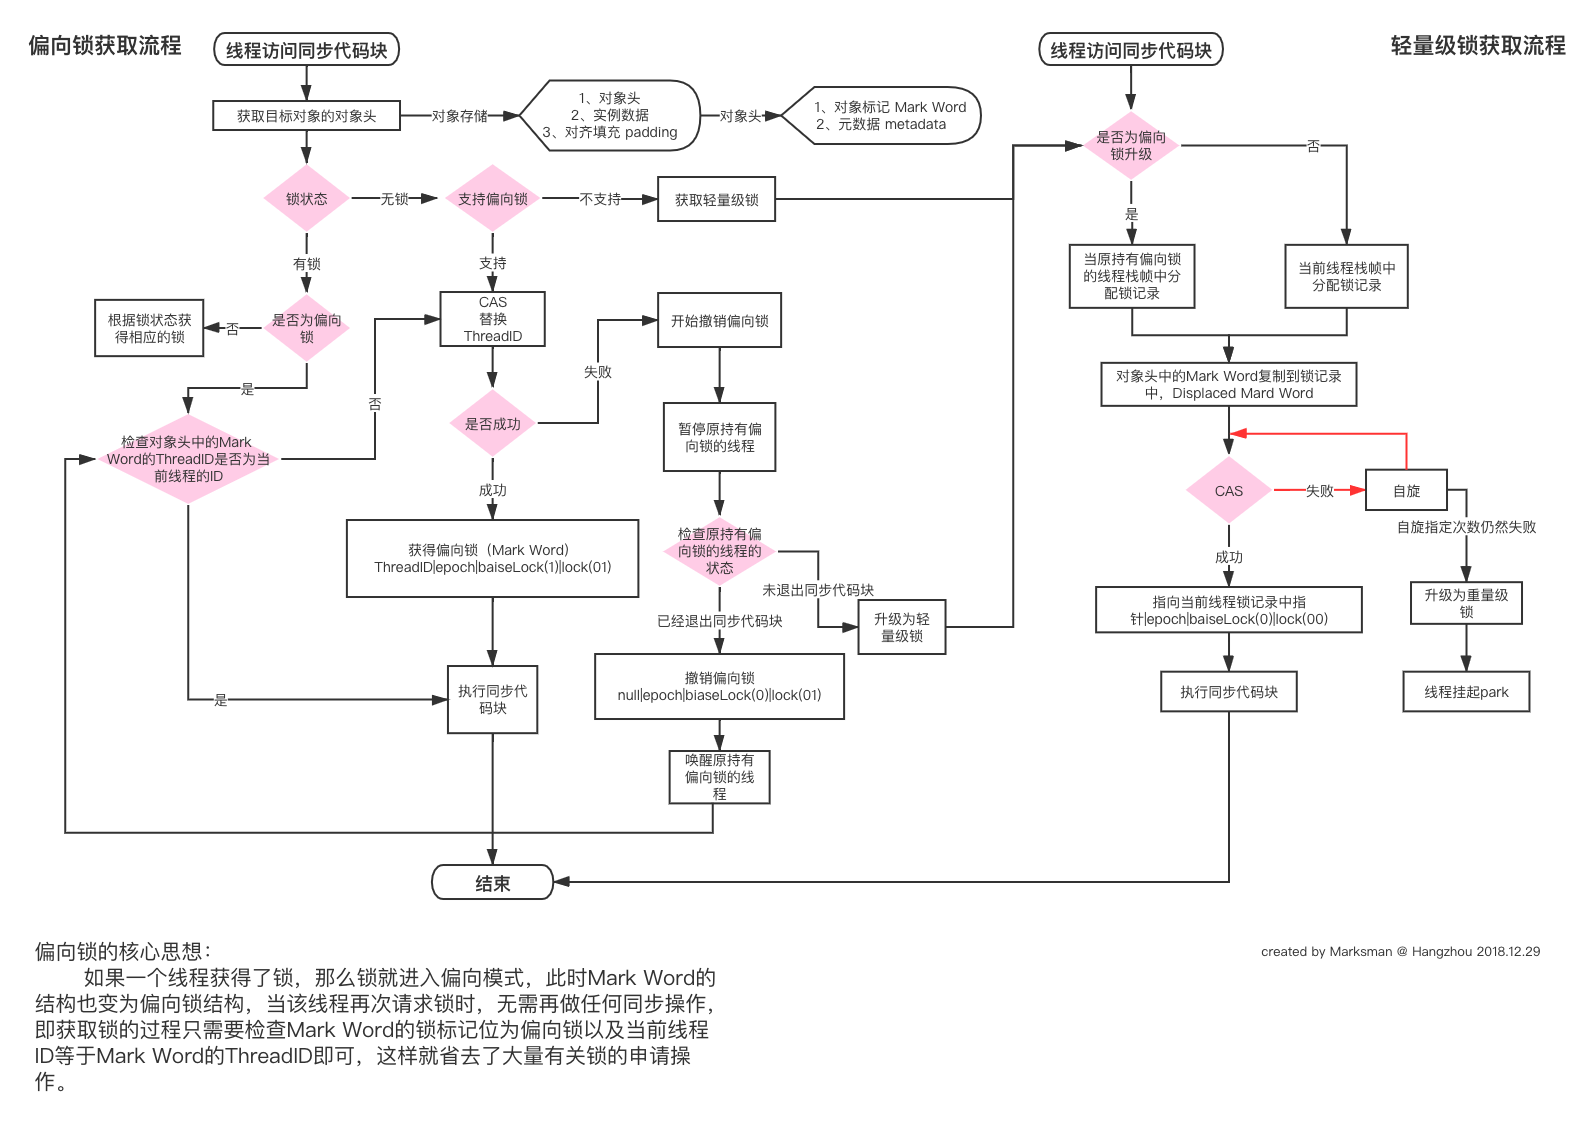 偏向锁获取流程
线程访问同步代码块
线程访问同步代码块
轻量级锁获取流程
获取目标对象的对象头
对象存储
1、对象头
2、实例数据
3、对齐填充 padding
对象头
1、对象标记 Mark Word
2、元数据 metadata
锁状态
无锁
支持偏向锁
不支持
获取轻量级锁
有锁
支持
是否为偏向
锁
否
根据锁状态获
得相应的锁
是
检查对象头中的Mark
Word的ThreadID是否为当
前线程的ID
否
是
CAS
替换
ThreadID
是否成功
失败
成功
获得偏向锁（Mark Word）
ThreadID|epoch|baiseLock(1)|lock(01)
执行同步代
码块
开始撤销偏向锁
暂停原持有偏
向锁的线程
检查原持有偏
向锁的线程的
状态
未退出同步代码块
已经退出同步代码块
升级为轻
量级锁
撤销偏向锁
null|epoch|biaseLock(0)|lock(01)
唤醒原持有
偏向锁的线
程
结束
是否为偏向
锁升级
否
是
当原持有偏向锁
的线程栈帧中分
配锁记录
当前线程栈帧中
分配锁记录
对象头中的Mark Word复制到锁记录
中，Displaced Mard Word
CAS
失败
自旋
自旋指定次数仍然失败
成功
指向当前线程锁记录中指
针|epoch|baiseLock(0)|lock(00)
升级为重量级
锁
执行同步代码块
线程挂起park
偏向锁的核心思想：
如果一个线程获得了锁，那么锁就进入偏向模式，此时Mark Word的
结构也变为偏向锁结构，当该线程再次请求锁时，无需再做任何同步操作，
即获取锁的过程只需要检查Mark Word的锁标记位为偏向锁以及当前线程
ID等于Mark Word的ThreadID即可，这样就省去了大量有关锁的申请操
作。
created by Marksman @ Hangzhou 2018.12.29